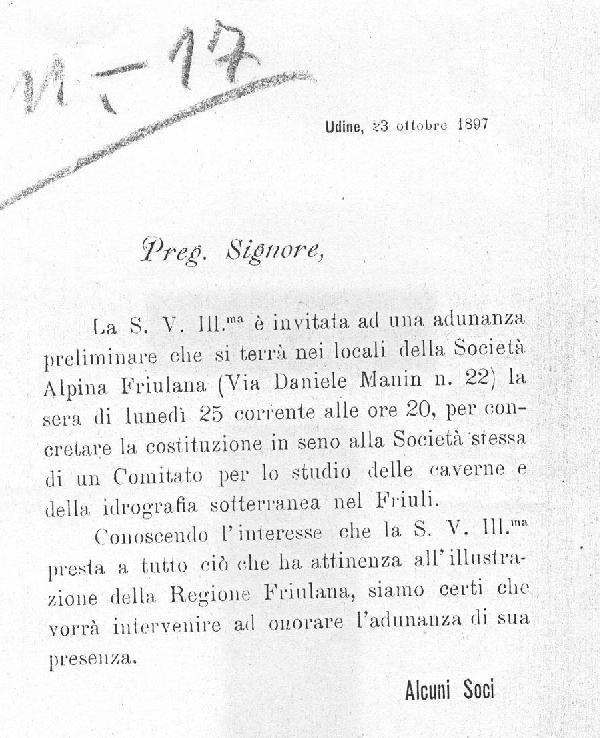 n - 17
Udine, 23 ottobre 1897
Preg. Signore,
La S. V. Ill.ma è invitata ad una adunanza
preliminare che si terrà nei locali della Società
Alpina Friulana (Via Daniele Manin n. 22) la
sera di lunedì 25 corrente alle ore 20, per con-
cretare la costituzione in seno alla Società stessa
di un Comitato per lo studio delle caverne e
della idrografia sotterranea nel Friuli.
Conoscendo l'interesse che la S. V. Ill.ma
presta a tutto ciò che ha attinenza all'illustra-
zione della Regione Friulana, siamo certi che
vorrà intervenire ad onorare l'adunanza di sua
presenza.
Alcuni Soci